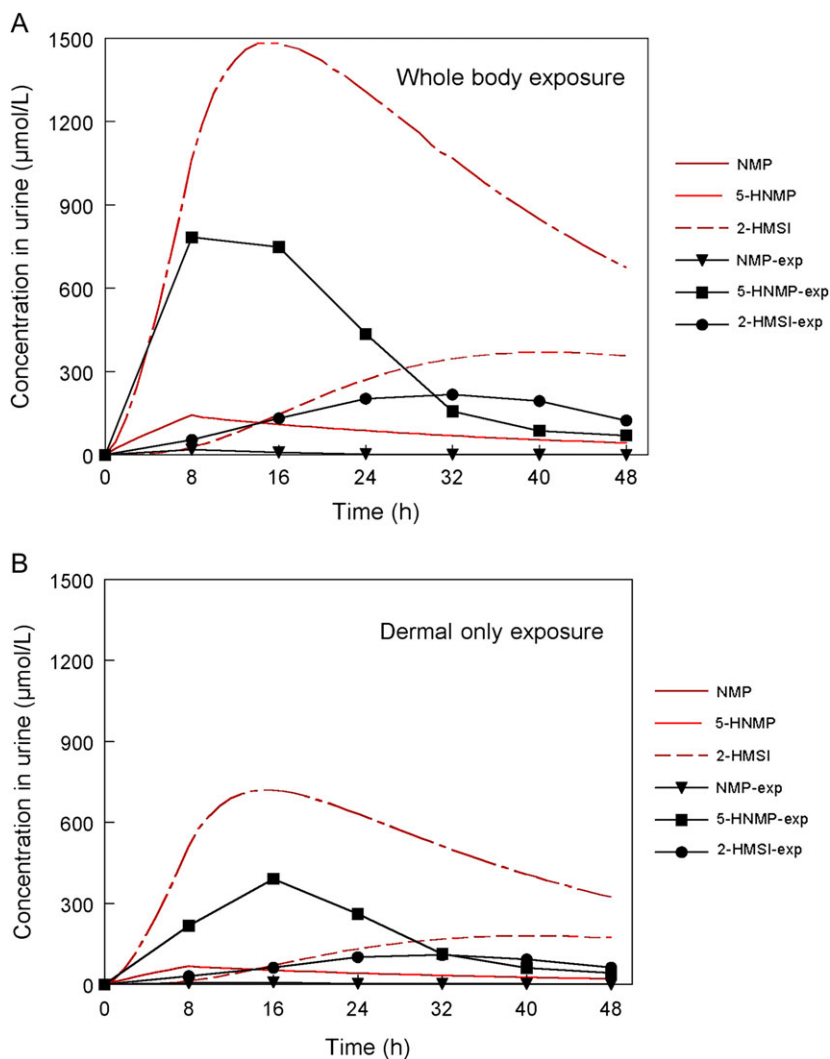 A
Concentration in urine (µmol/L)
1500
1200
900
600
300
0
Whole body exposure
0 8 16 24 32 40 48
Time (h)
NMP
5-HNMP
2-HMSI
NMP-exp
5-HNMP-exp
2-HMSI-exp
B
Concentration in urine (µmol/L)
1500
1200
900
600
300
0
Dermal only exposure
0 8 16 24 32 40 48
Time (h)
NMP
5-HNMP
2-HMSI
NMP-exp
5-HNMP-exp
2-HMSI-exp